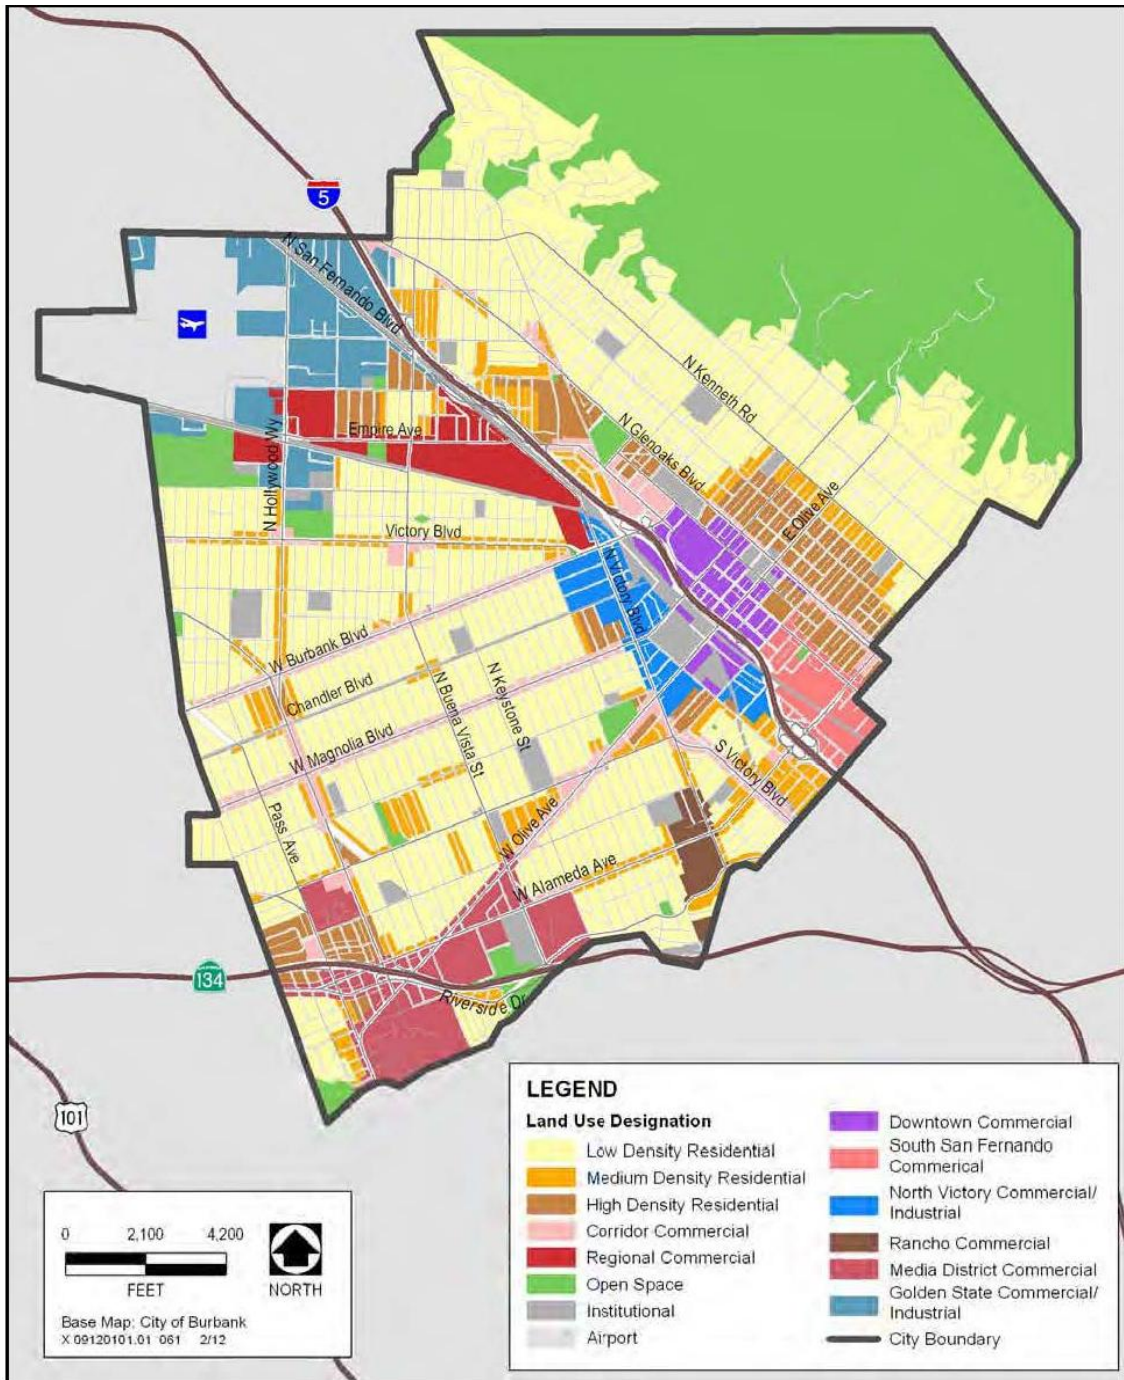 5
N San Fernando Blvd
N Kenneth Rd
Empire Ave
N Glenoaks Blvd
N Hollywood Wy
E Olive Ave
Victory Blvd
N Victory Blvd
W Burbank Blvd
Chandler Blvd
N Keystone St
N Buena Vista St
W Magnolia Blvd
S Victory Blvd
Pass Ave
W Olive Ave
W Alameda Ave
134
Riverside Dr
101
LEGEND
Land Use Designation
Low Density Residential
Medium Density Residential
High Density Residential
Corridor Commercial
Regional Commercial
Open Space
Institutional
Airport
Downtown Commercial
South San Fernando
Commerical
North Victory Commercial/
Industrial
Rancho Commercial
Media District Commercial
Golden State Commercial/
Industrial
City Boundary
0 2,100 4,200
FEET
NORTH
Base Map: City of Burbank
X 09120101.01 061 2/12